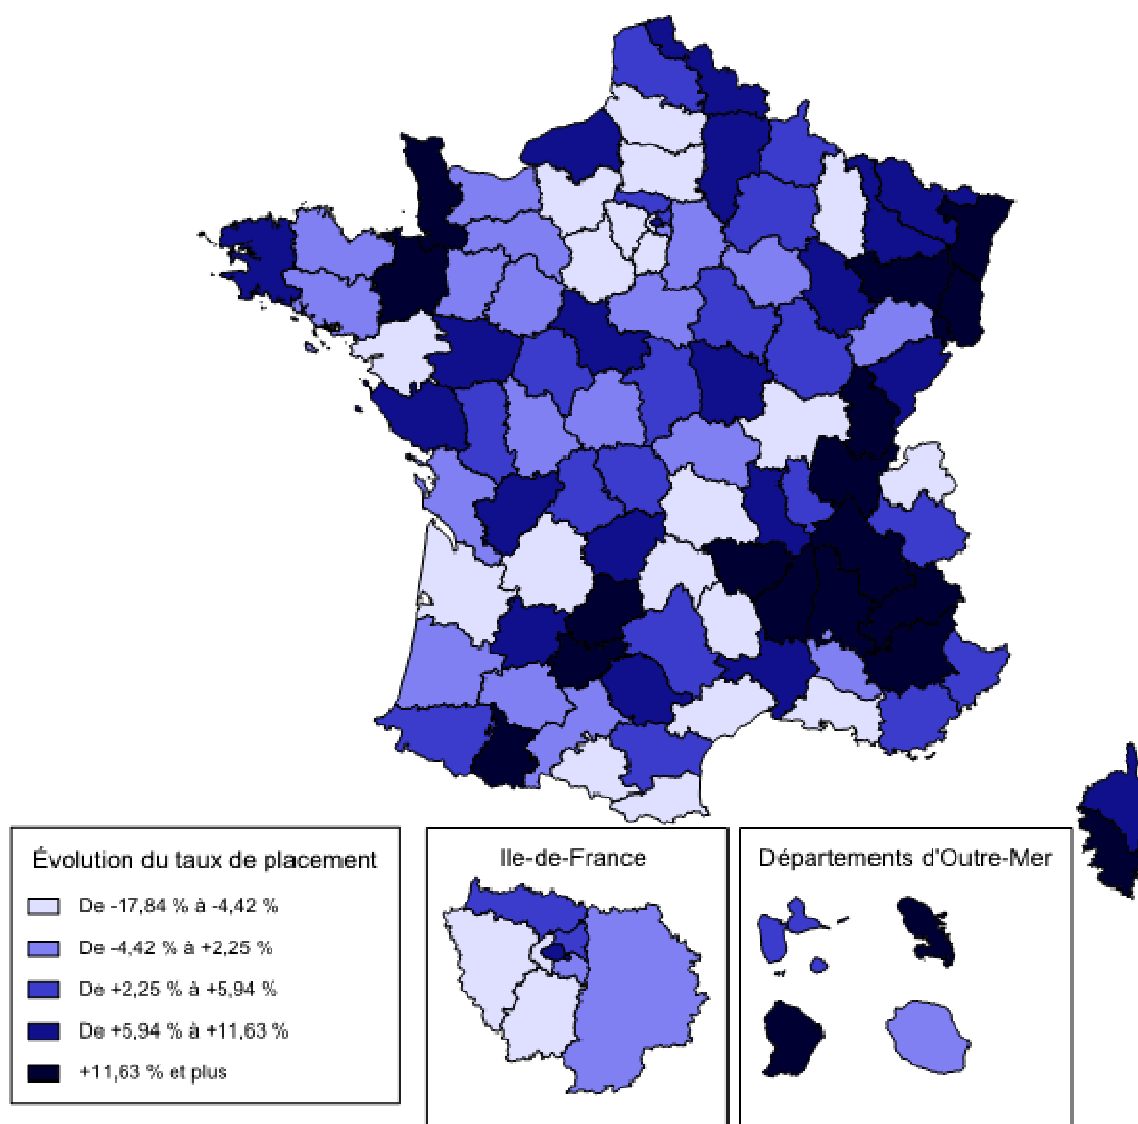 Évolution du taux de placement
De -17,84 % à -4,42 %
De -4,42 % à +2,25 %
De +2,25 % à +5,94 %
De +5,94 % à +11,63 %
+11,63 % et plus
Ile-de-France
Départements d'Outre-Mer